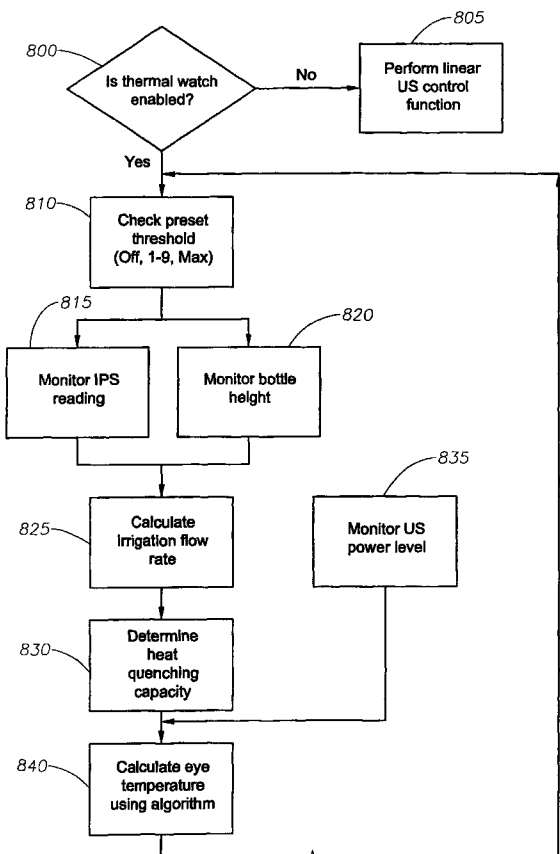 800
Is thermal watch
enabled?
No
805
Perform linear
US control
function
Yes
810
Check preset
threshold
(Off, 1-9, Max)
815
Monitor IPS
reading
820
Monitor bottle
height
825
Calculate
irrigation flow
rate
835
Monitor US
power level
830
Determine
heat
quenching
capacity
840
Calculate eye
temperature
using algorithm